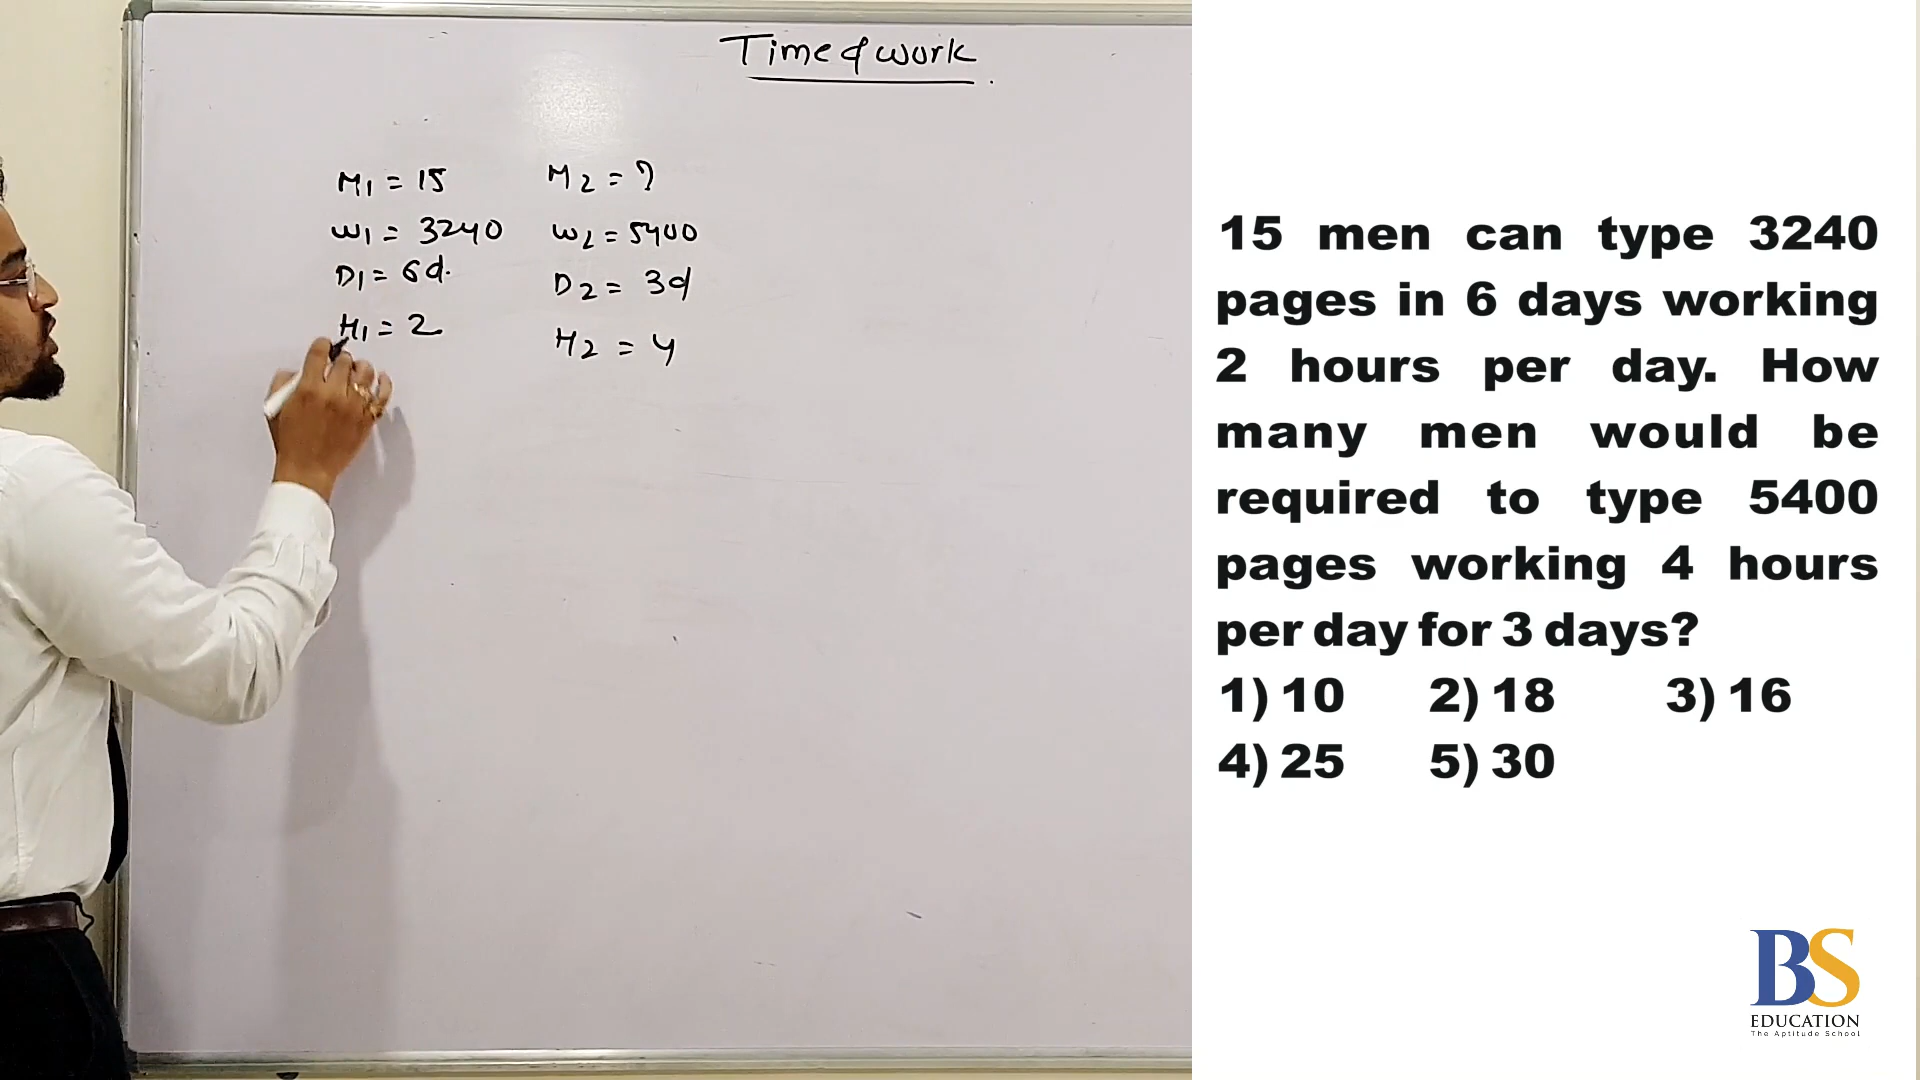 Time & work
M1 = 15 M2 = ?
W1 = 3240 W2 = 5400
D1 = 6d. D2 = 3d
H1 = 2 H2 = 4
15 men can type 3240
pages in 6 days working
2 hours per day. How
many men would be
required to type 5400
pages working 4 hours
per day for 3 days?
1) 10 2) 18 3) 16
4) 25 5) 30
BS
EDUCATION
The Aptitude School